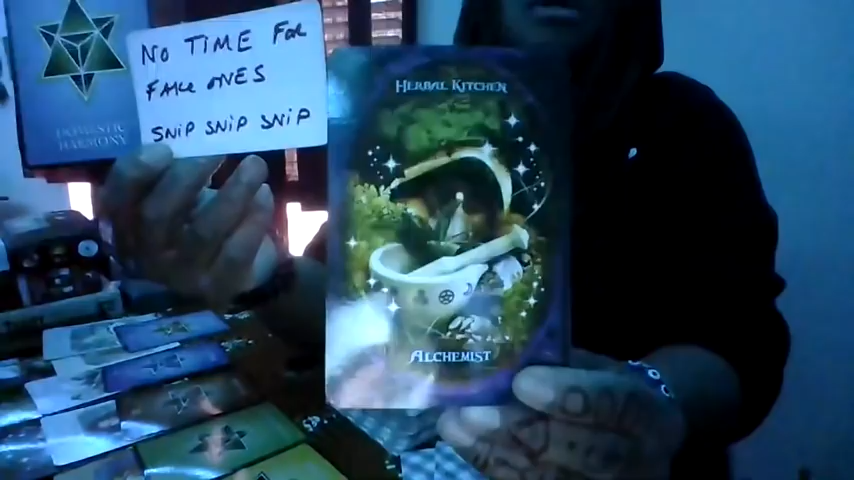 NO TIME FOR
FAKE ONES
SNIP SNIP SNIP
DOMESTIC
HARMONY
HERBAL KITCHEN
ALCHEMIST